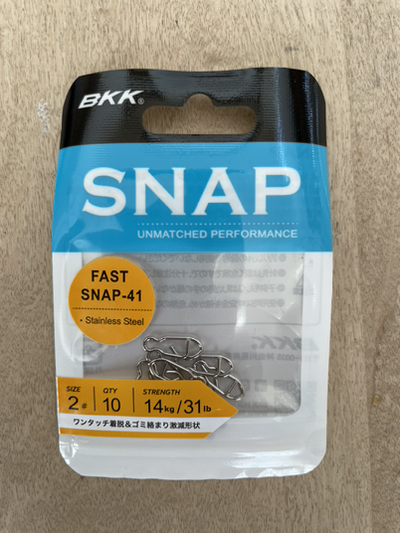 BKK®
SNAP
UNMATCHED PERFORMANCE
FAST
SNAP-41
・Stainless Steel
SIZE QTY STRENGTH
2# 10 14kg/31lb
ワンタッチ着脱&ゴミ絡まり激減形状